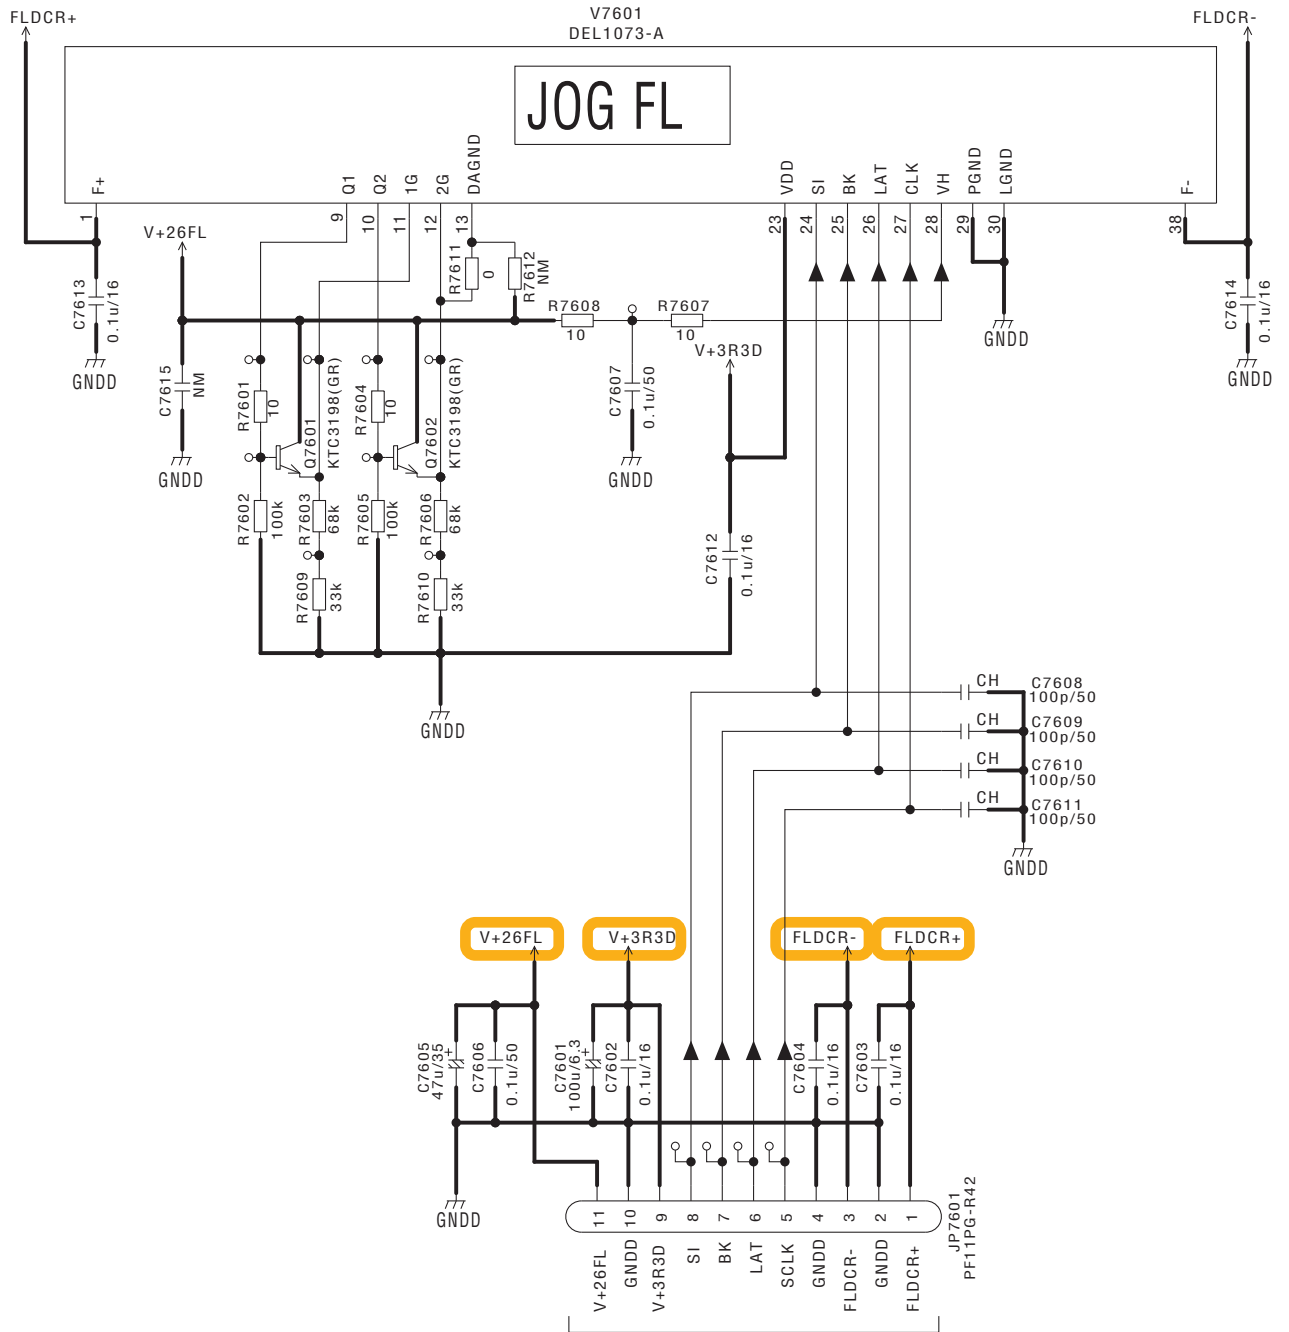 FLDCR+
V7601
DEL1073-A
FLDCR-
JOG FL
F+
Q1
Q2
1G
2G
DAGND
VDD
SI
BK
LAT
CLK
VH
PGND
LGND
F-
1
9
10
11
12
13
23
24
25
26
27
28
29
30
38
V+26FL
R7611
0
R7612
NM
C7613
0.1u/16
GNDD
C7615
NM
GNDD
R7608
10
R7607
10
V+3R3D
C7607
0.1u/50
GNDD
GNDD
C7614
0.1u/16
GNDD
R7601
10
Q7601
KTC3198(GR)
R7604
10
Q7602
KTC3198(GR)
R7602
100k
R7603
68k
R7605
100k
R7606
68k
R7609
33k
R7610
33k
C7612
0.1u/16
GNDD
CH
C7608
100p/50
CH
C7609
100p/50
CH
C7610
100p/50
CH
C7611
100p/50
GNDD
V+26FL
V+3R3D
FLDCR-
FLDCR+
C7605
47u/35
+
C7606
0.1u/50
C7601
100u/6.3
+
C7602
0.1u/16
C7604
0.1u/16
C7603
0.1u/16
GNDD
11
10
9
8
7
6
5
4
3
2
1
V+26FL
GNDD
V+3R3D
SI
BK
LAT
SCLK
GNDD
FLDCR-
GNDD
FLDCR+
JP7601
PF11PG-R42